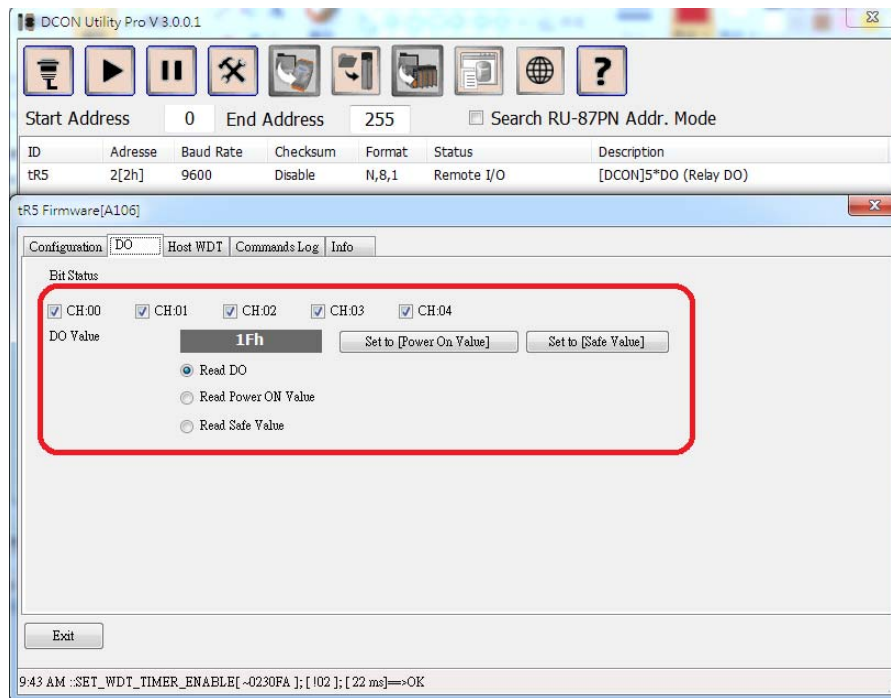 DCON Utility Pro V 3.0.0.1
Start Address 0 End Address 255 Search RU-87PN Addr. Mode
ID Adresse Baud Rate Checksum Format Status Description
tR5 2[2h] 9600 Disable N,8,1 Remote I/O [DCON]5*DO (Relay DO)
tR5 Firmware[A106]
Configuration DO Host WDT Commands Log Info
Bit Status
CH:00 CH:01 CH:02 CH:03 CH:04
DO Value 1Fh Set to [Power On Value] Set to [Safe Value]
Read DO
Read Power ON Value
Read Safe Value
Exit
9:43 AM ::SET_WDT_TIMER_ENABLE[ ~0230FA ]; [ !02 ]; [ 22 ms]==>OK